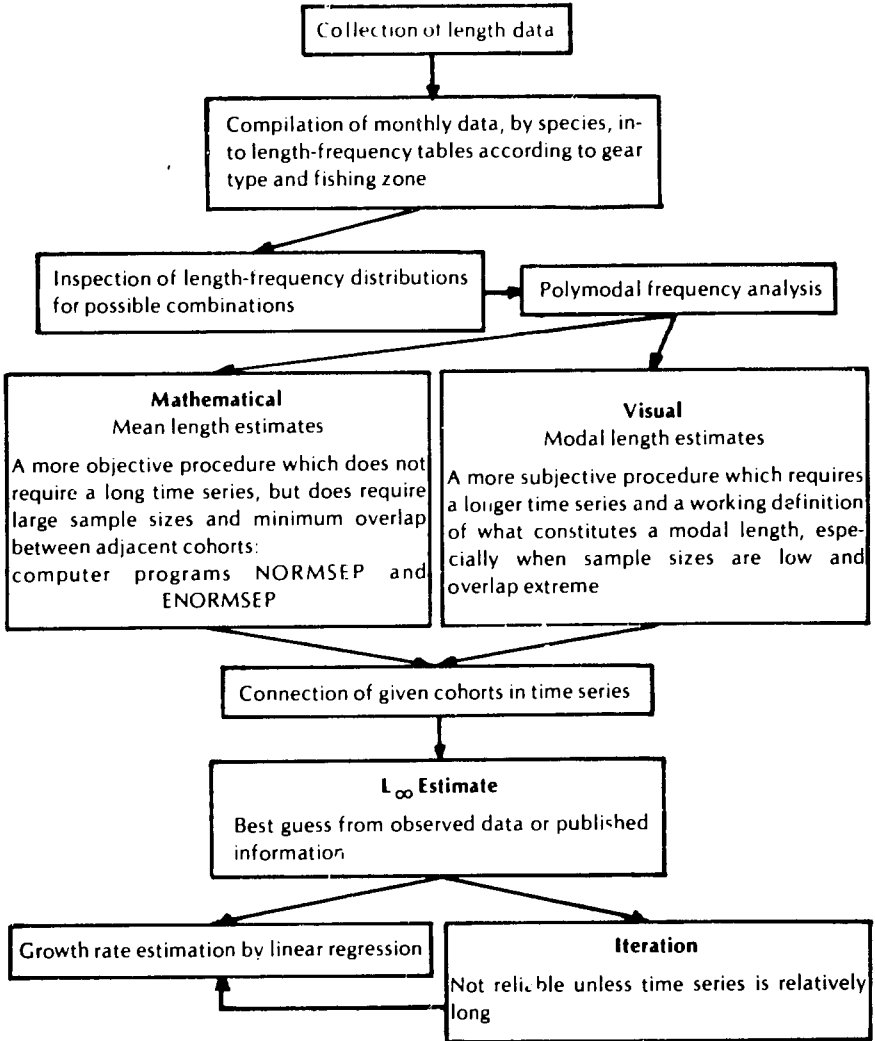 Collection of length data
Compilation of monthly data, by species, in-
to length-frequency tables according to gear
type and fishing zone
Inspection of length-frequency distributions
for possible combinations
Polymodal frequency analysis
Mathematical
Mean length estimates
A more objective procedure which does not
require a long time series, but does require
large sample sizes and minimum overlap
between adjacent cohorts:
computer programs NORMSEP and
ENORMSEP
Visual
Modal length estimates
A more subjective procedure which requires
a longer time series and a working definition
of what constitutes a modal length, espe-
cially when sample sizes are low and
overlap extreme
Connection of given cohorts in time series
L∞ Estimate
Best guess from observed data or published
information
Growth rate estimation by linear regression
Iteration
Not reliable unless time series is relatively
long